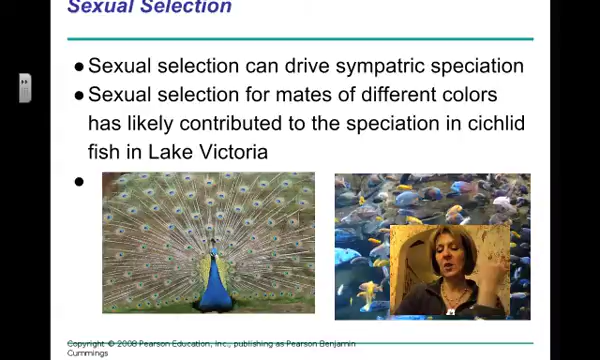 Sexual Selection
Sexual selection can drive sympatric speciation
Sexual selection for mates of different colors
has likely contributed to the speciation in cichlid
fish in Lake Victoria
Copyright © 2008 Pearson Education, Inc., publishing as Pearson Benjamin
Cummings